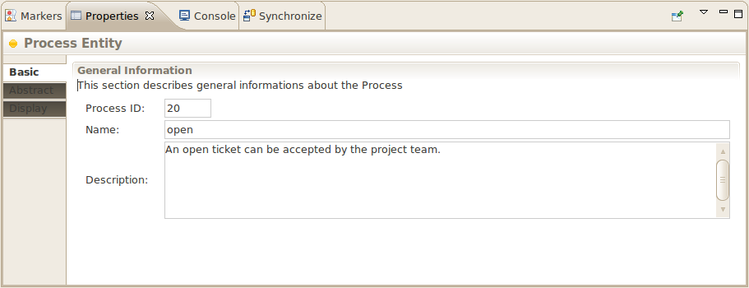 Markers Properties Console Synchronize
Process Entity
Basic
Abstract
Display
General Information
This section describes general informations about the Process
Process ID: 20
Name: open
Description: An open ticket can be accepted by the project team.